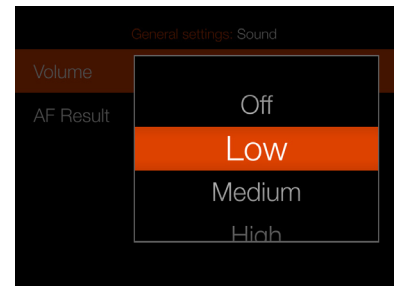 General settings: Sound
Volume
AF Result
Off
Low
Medium
High